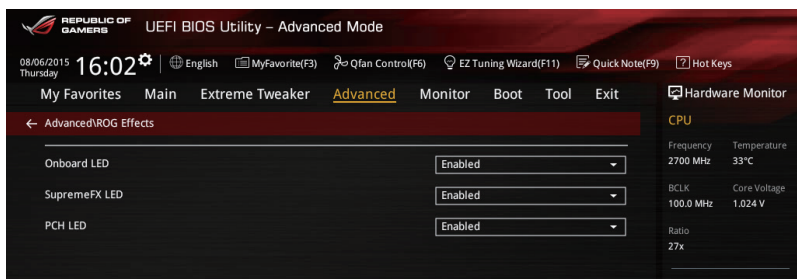 REPUBLIC OF
GAMERS
UEFI BIOS Utility – Advanced Mode
08/06/2015
Thursday
16:02
English
MyFavorite(F3)
Qfan Control(F6)
EZ Tuning Wizard(F11)
Quick Note(F9)
? Hot Keys
My Favorites Main Extreme Tweaker Advanced Monitor Boot Tool Exit
Hardware Monitor
← Advanced\ROG Effects
Onboard LED Enabled
SupremeFX LED Enabled
PCH LED Enabled
CPU
Frequency Temperature
2700 MHz 33°C
BCLK Core Voltage
100.0 MHz 1.024 V
Ratio
27x